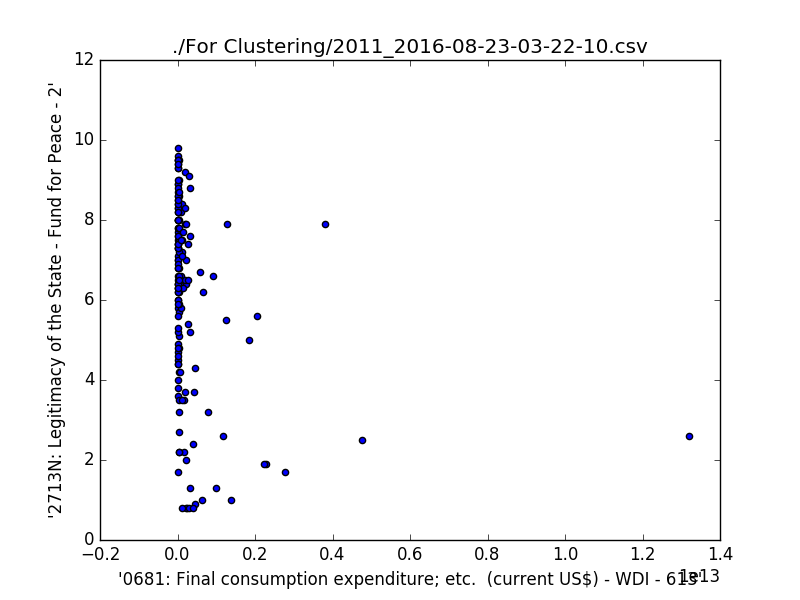 ./For Clustering/2011_2016-08-23-03-22-10.csv
12
10
8
6
4
2
0
'2713N: Legitimacy of the State - Fund for Peace - 2'
−0.2 0.0 0.2 0.4 0.6 0.8 1.0 1.2 1.4
1e13
'0681: Final consumption expenditure; etc. (current US$) - WDI - 613'